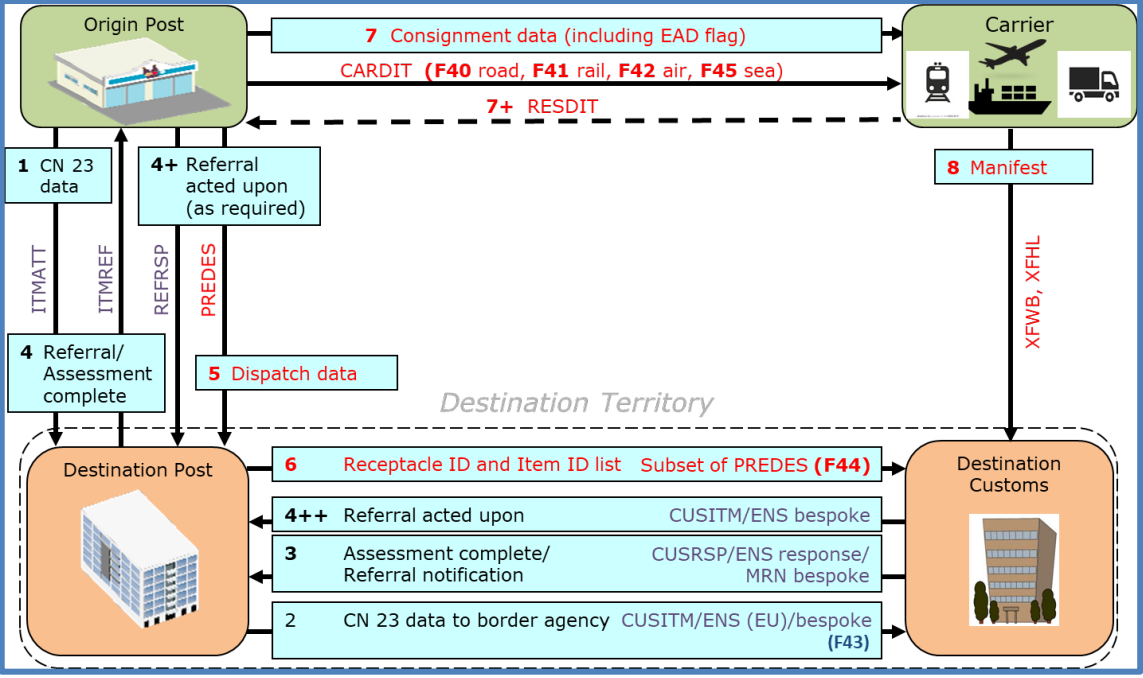 Origin Post
7 Consignment data (including EAD flag)
Carrier
CARDIT (F40 road, F41 rail, F42 air, F45 sea)
7+ RESDIT
1 CN 23
data
4+ Referral
acted upon
(as required)
8 Manifest
ITMATT
ITMREF
REFRSP
PREDES
XFWB, XFHL
4 Referral/
Assessment
complete
5 Dispatch data
Destination Territory
Destination Post
6 Receptacle ID and Item ID list Subset of PREDES (F44)
Destination
Customs
4++ Referral acted upon CUSITM/ENS bespoke
3 Assessment complete/ CUSRSP/ENS response/
Referral notification MRN bespoke
2 CN 23 data to border agency CUSITM/ENS (EU)/bespoke
(F43)